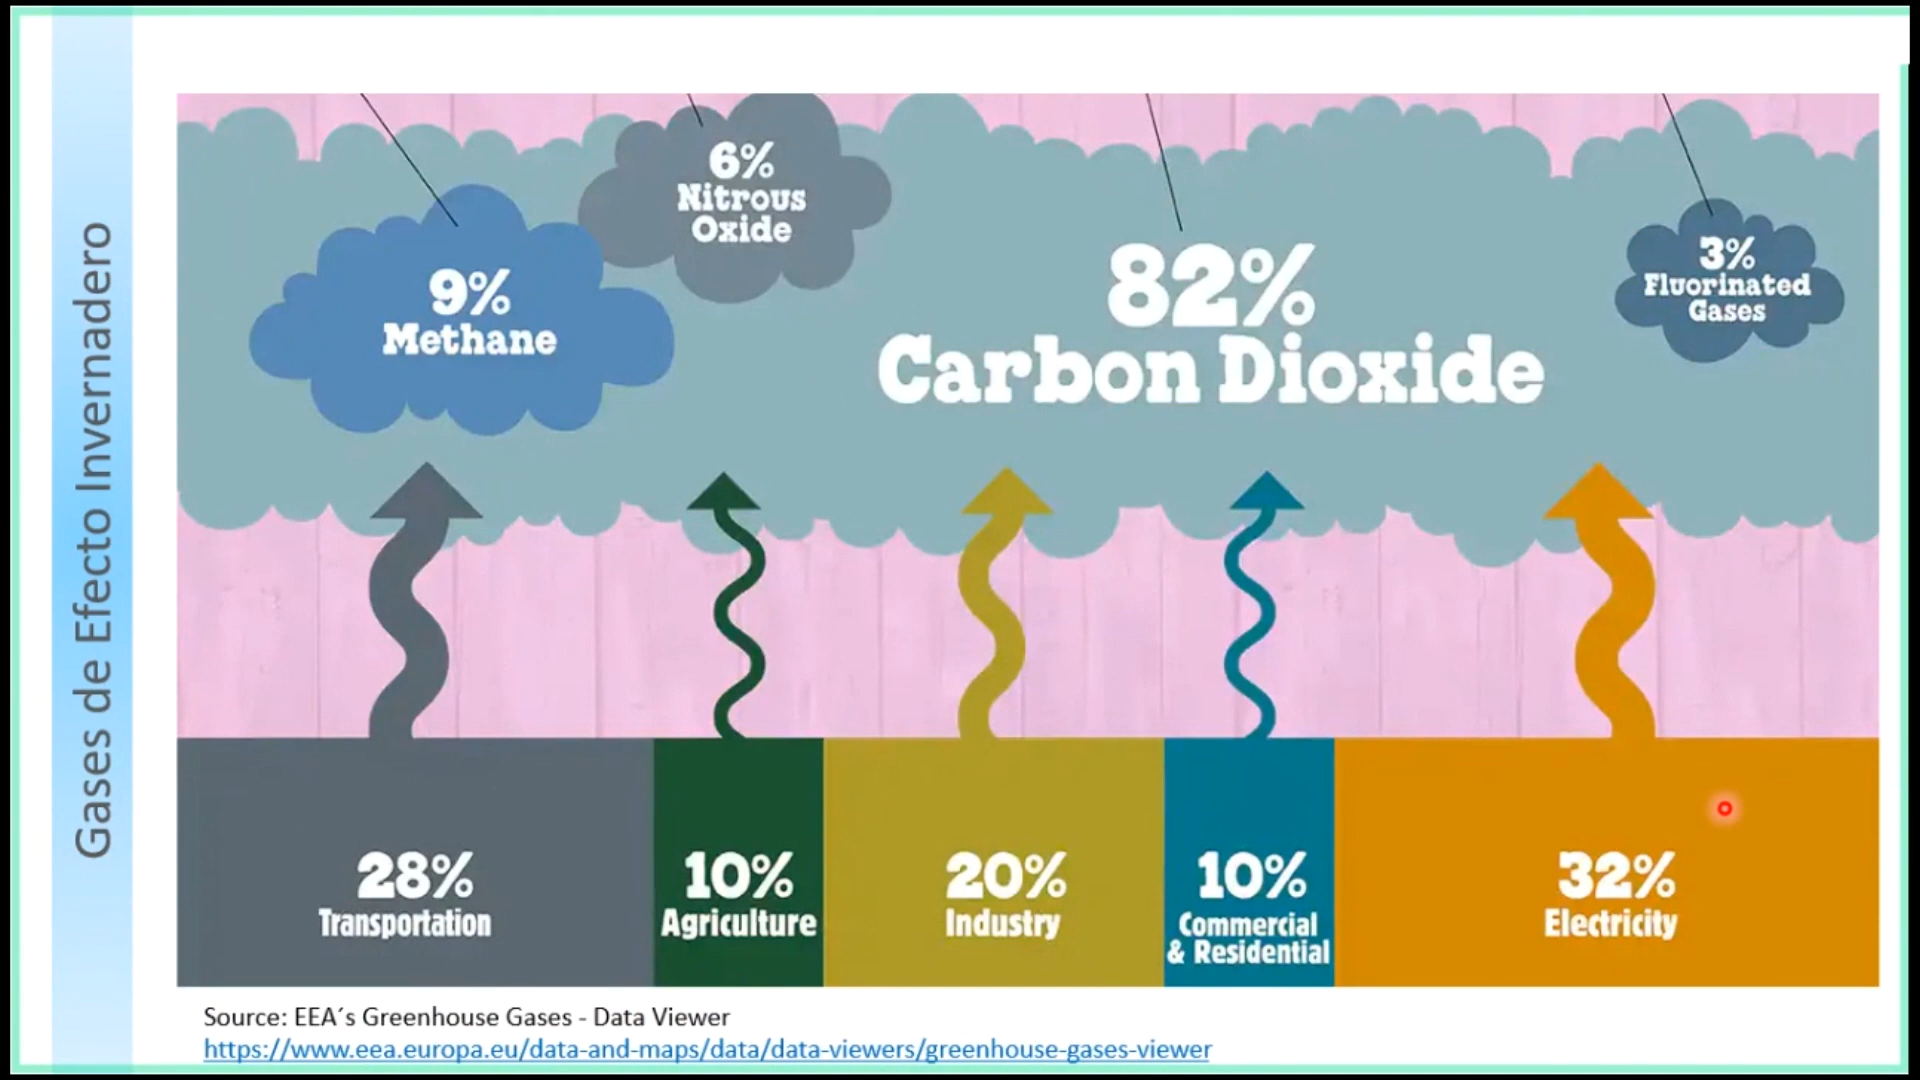 Gases de Efecto Invernadero
6%
Nitrous
Oxide
9%
Methane
82%
Carbon Dioxide
3%
Fluorinated
Gases
28%
Transportation
10%
Agriculture
20%
Industry
10%
Commercial
& Residential
32%
Electricity
Source: EEA´s Greenhouse Gases - Data Viewer
https://www.eea.europa.eu/data-and-maps/data/data-viewers/greenhouse-gases-viewer